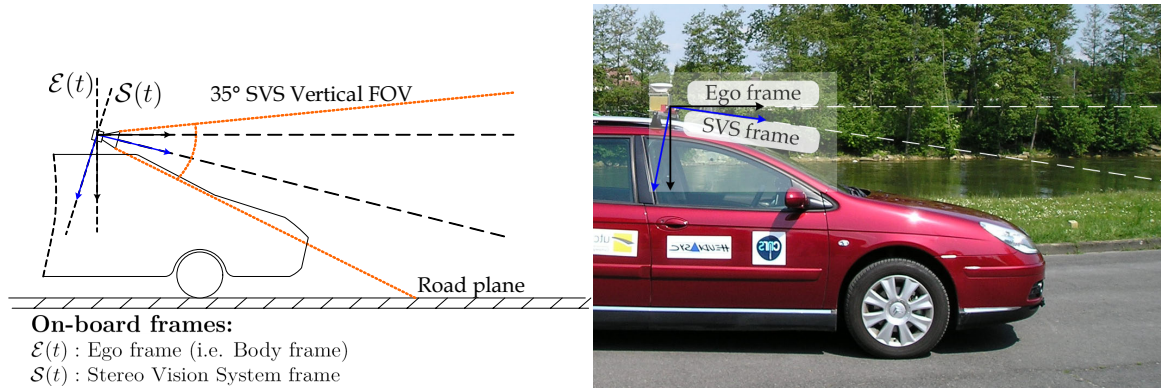 ℰ(t)
𝒮(t)
35° SVS Vertical FOV
Road plane
On-board frames:
ℰ(t) : Ego frame (i.e. Body frame)
𝒮(t) : Stereo Vision System frame
Ego frame
SVS frame
cnrs